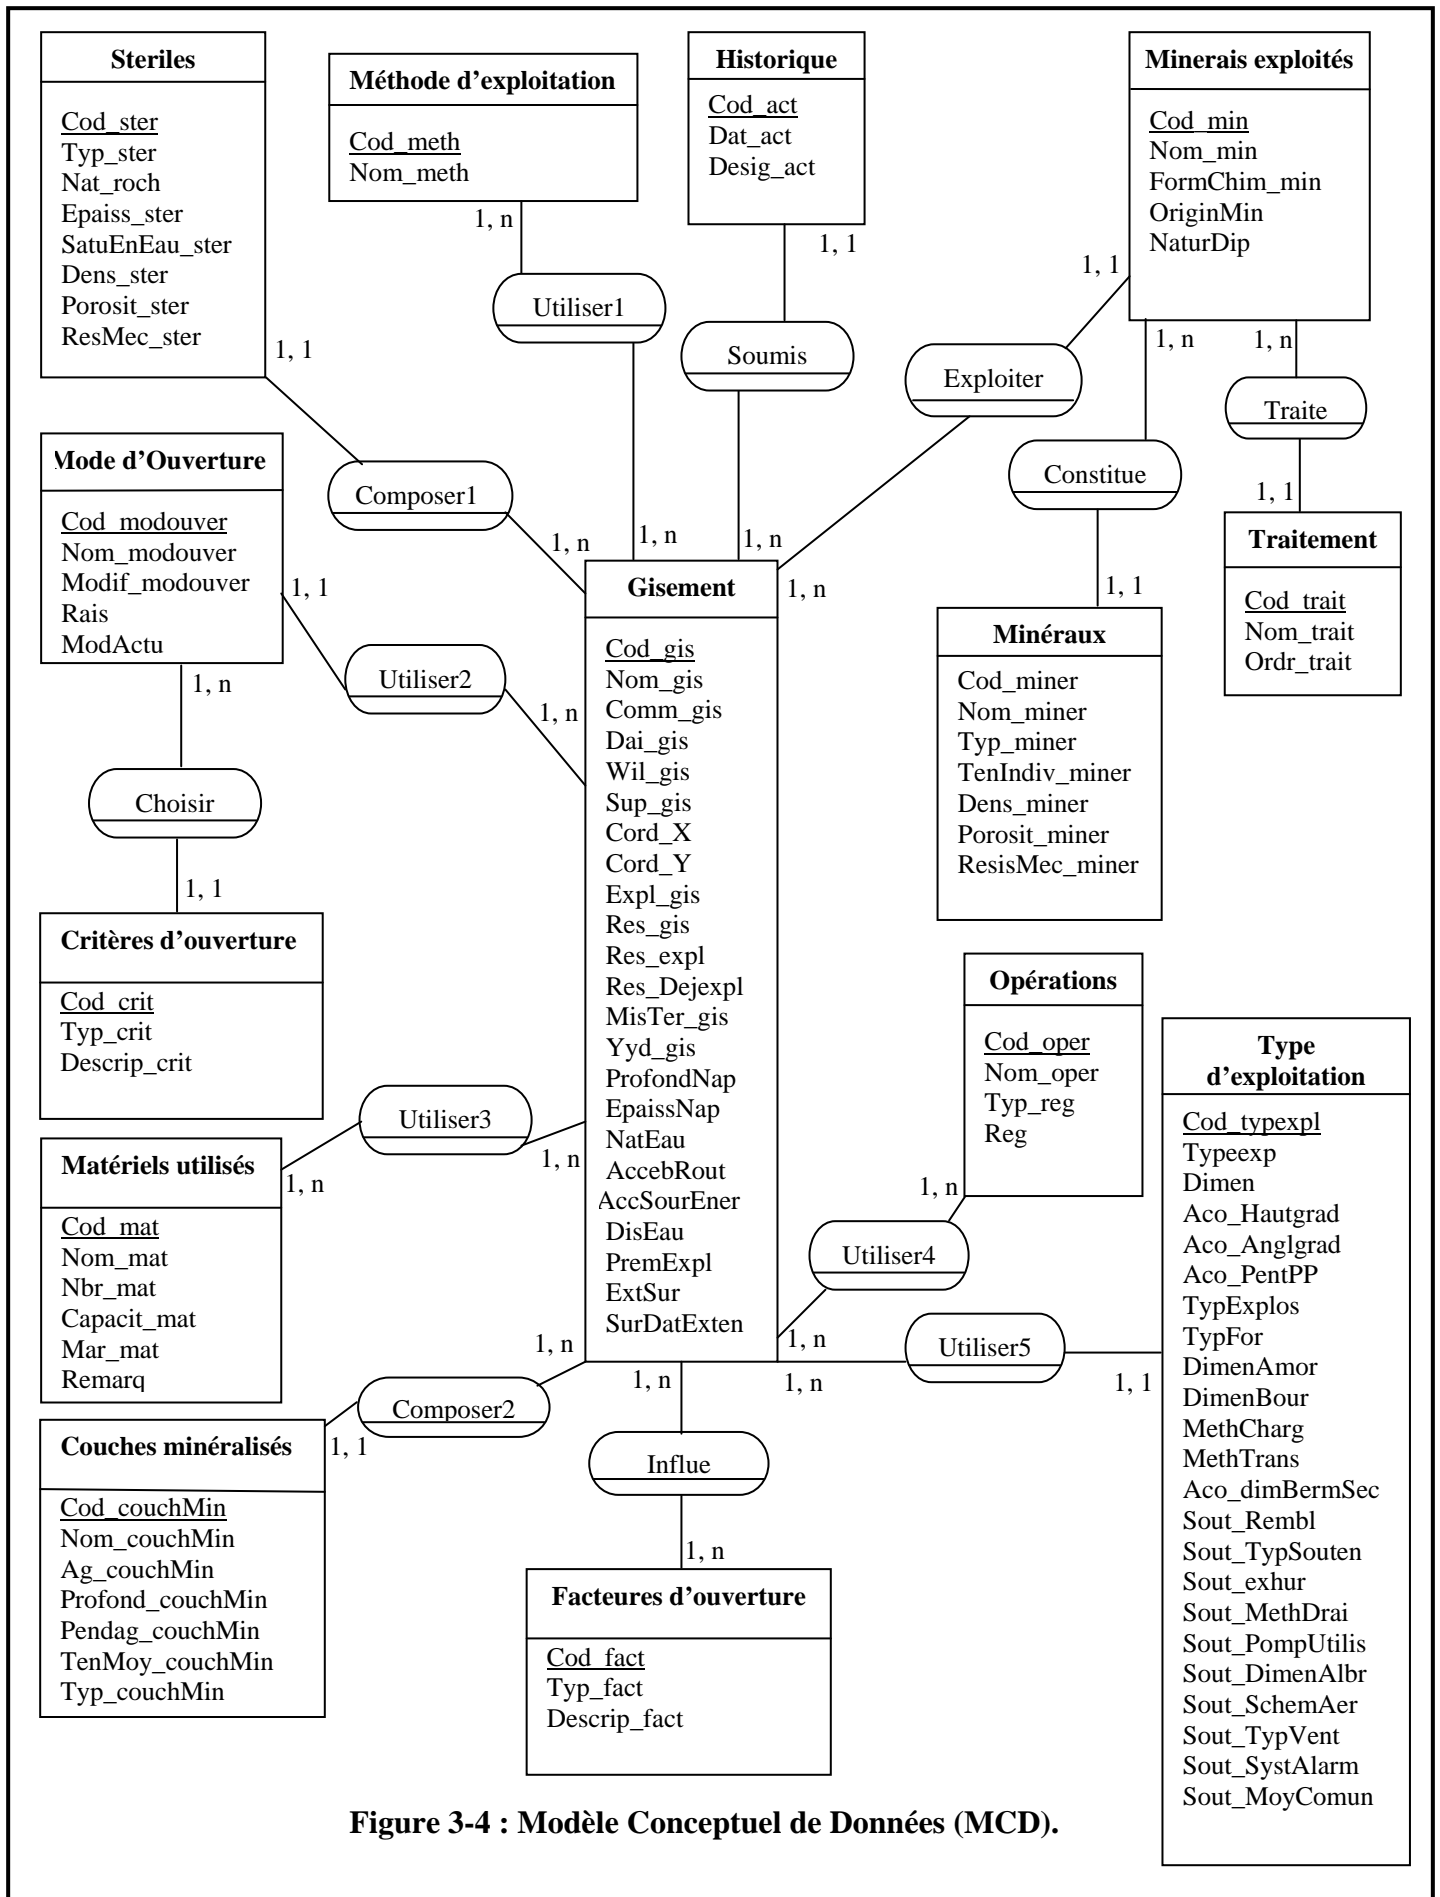 Steriles
Cod_ster
Typ_ster
Nat_roch
Epaiss_ster
SatuEnEau_ster
Dens_ster
Porosit_ster
ResMec_ster
1, 1
Méthode d'exploitation
Cod_meth
Nom_meth
1, n
Utiliser1
1, n
Historique
Cod_act
Dat_act
Desig_act
1, 1
Soumis
1, n
Minerais exploités
Cod_min
Nom_min
FormChim_min
OriginMin
NaturDip
1, 1
Exploiter
1, n
1, n
Constitue
1, 1
1, n
Traite
1, 1
Composer1
1, n
Mode d’Ouverture
Cod_modouver
Nom_modouver
Modif_modouver
Rais
ModActu
1, 1
Utiliser2
1, n
1, n
Choisir
1, 1
Gisement
Cod_gis
Nom_gis
Comm_gis
Dai_gis
Wil_gis
Sup_gis
Cord_X
Cord_Y
Expl_gis
Res_gis
Res_expl
Res_Dejexpl
MisTer_gis
Yyd_gis
ProfondNap
EpaissNap
NatEau
AccebRout
AccSourEner
DisEau
PremExpl
ExtSur
SurDatExten
Minéraux
Cod_miner
Nom_miner
Typ_miner
TenIndiv_miner
Dens_miner
Porosit_miner
ResisMec_miner
Traitement
Cod_trait
Nom_trait
Ordr_trait
Critères d’ouverture
Cod_crit
Typ_crit
Descrip_crit
Utiliser3
1, n
1, n
Matériels utilisés
Cod_mat
Nom_mat
Nbr_mat
Capacit_mat
Mar_mat
Remarq
Opérations
Cod_oper
Nom_oper
Typ_reg
Reg
1, n
Utiliser4
1, n
Type
d’exploitation
Cod_typexpl
Typeexp
Dimen
Aco_Hautgrad
Aco_Anglgrad
Aco_PentPP
TypExplos
TypFor
DimenAmor
DimenBour
MethCharg
MethTrans
Aco_dimBermSec
Sout_Rembl
Sout_TypSouten
Sout_exhur
Sout_MethDrai
Sout_PompUtilis
Sout_DimenAlbr
Sout_SchemAer
Sout_TypVent
Sout_SystAlarm
Sout_MoyComun
Utiliser5
1, n
1, 1
1, n
Composer2
1, 1
Couches minéralisés
Cod_couchMin
Nom_couchMin
Ag_couchMin
Profond_couchMin
Pendag_couchMin
TenMoy_couchMin
Typ_couchMin
1, n
Influe
1, n
Facteures d’ouverture
Cod_fact
Typ_fact
Descrip_fact
Figure 3-4 : Modèle Conceptuel de Données (MCD).